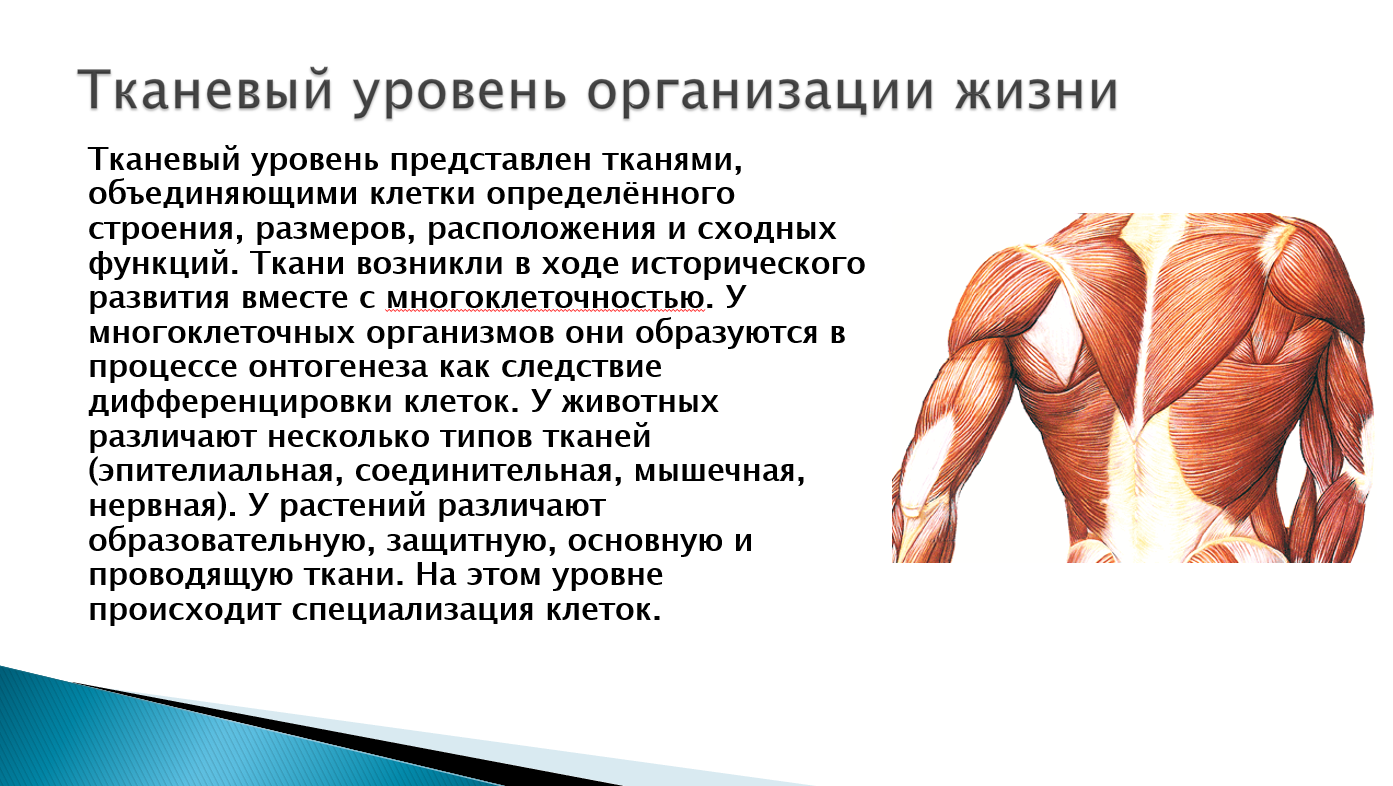 Тканевый уровень организации жизни
Тканевый уровень представлен тканями,
объединяющими клетки определённого
строения, размеров, расположения и сходных
функций. Ткани возникли в ходе исторического
развития вместе с многоклеточностью. У
многоклеточных организмов они образуются в
процессе онтогенеза как следствие
дифференцировки клеток. У животных
различают несколько типов тканей
(эпителиальная, соединительная, мышечная,
нервная). У растений различают
образовательную, защитную, основную и
проводящую ткани. На этом уровне
происходит специализация клеток.